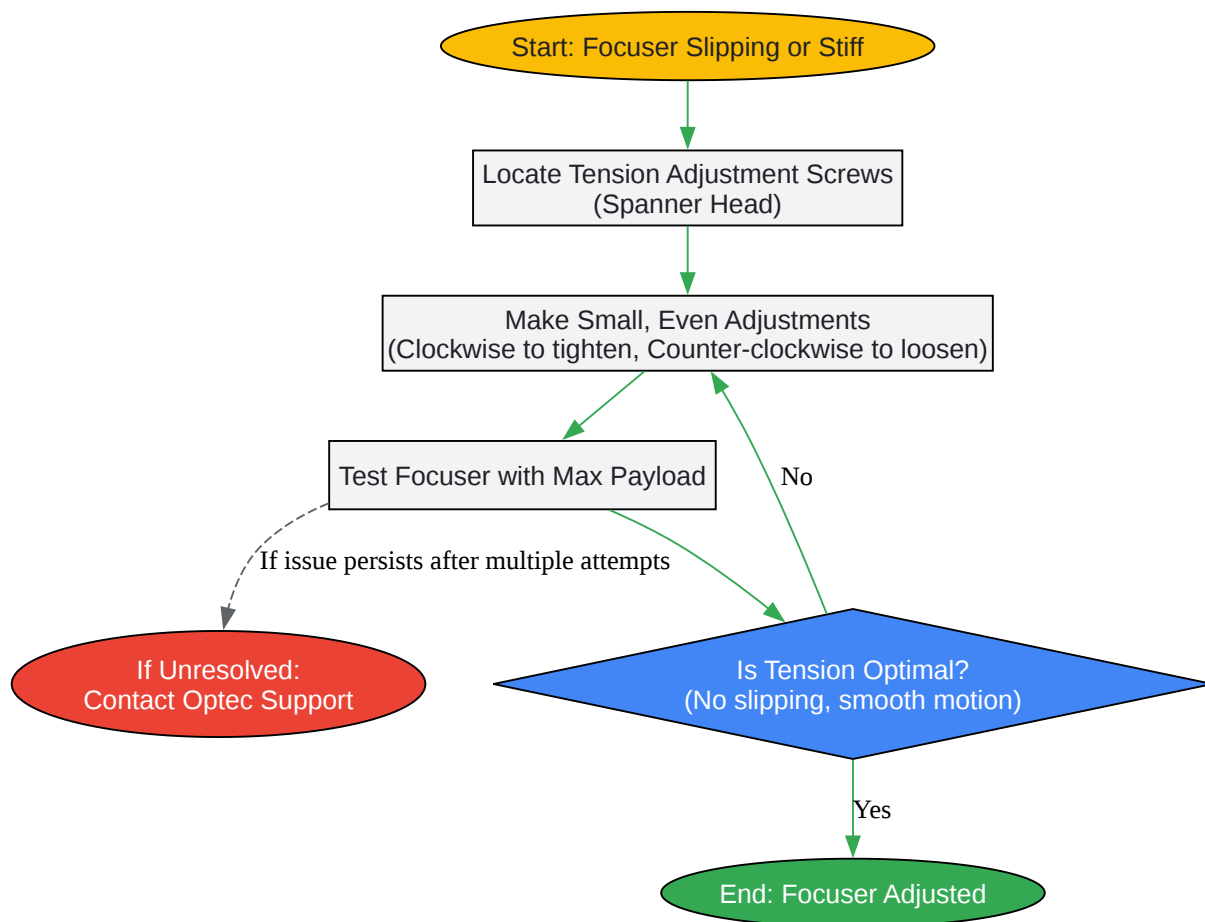 Start: Focuser Slipping or Stiff
Locate Tension Adjustment Screws
(Spanner Head)
Make Small, Even Adjustments
(Clockwise to tighten, Counter-clockwise to loosen)
Test Focuser with Max Payload
No
If issue persists after multiple attempts
If Unresolved:
Contact Optec Support
Is Tension Optimal?
(No slipping, smooth motion)
Yes
End: Focuser Adjusted